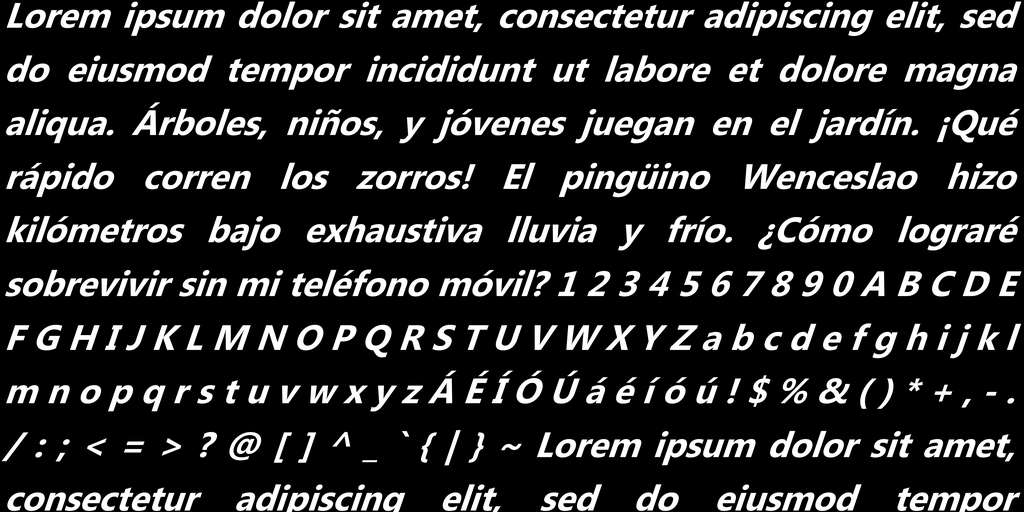 Lorem ipsum dolor sit amet, consectetur adipiscing elit, sed
do eiusmod tempor incididunt ut labore et dolore magna
aliqua. Árboles, niños, y jóvenes juegan en el jardín. ¡Qué
rápido corren los zorros! El pingüino Wenceslao hizo
kilómetros bajo exhaustiva lluvia y frío. ¿Cómo lograré
sobrevivir sin mi teléfono móvil? 1 2 3 4 5 6 7 8 9 0 A B C D E
F G H I J K L M N O P Q R S T U V W X Y Z a b c d e f g h i j k l
m n o p q r s t u v w x y z Á É Í Ó Ú á é í ó ú ! $ % & ( ) * + , - .
/ : ; < = > ? @ [ ] ^ _ ` { | } ~ Lorem ipsum dolor sit amet,
consectetur adipiscing elit, sed do eiusmod tempor